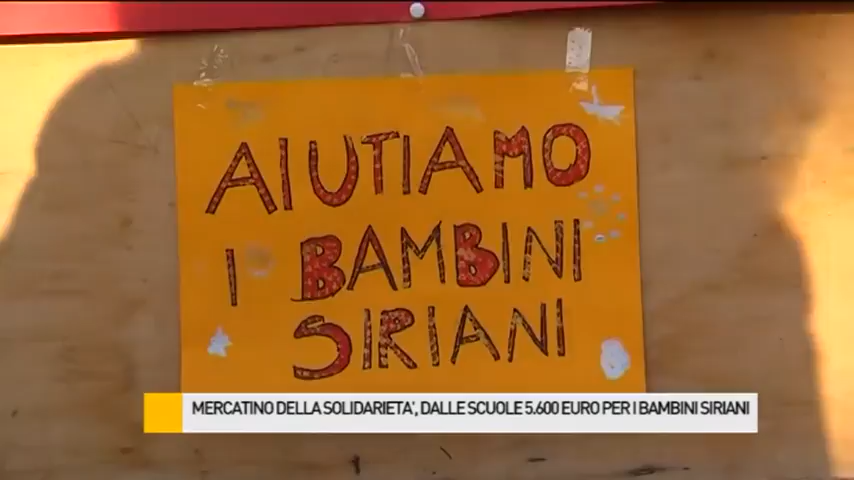 AIUTIAMO
I BAMBINI
SIRIANI
MERCATINO DELLA SOLIDARIETA', DALLE SCUOLE 5.600 EURO PER I BAMBINI SIRIANI